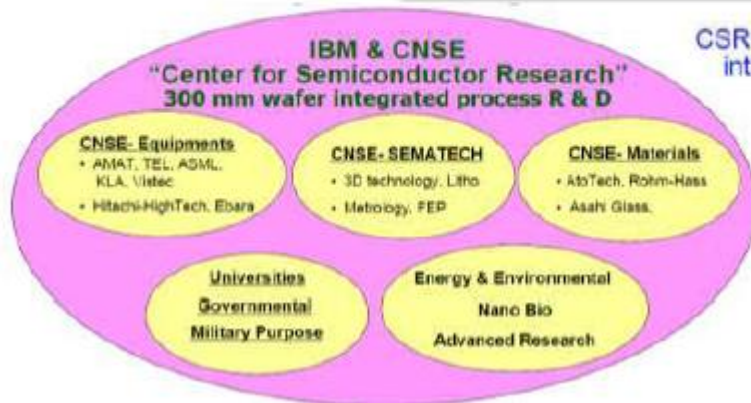 IBM & CNSE
"Center for Semiconductor Research"
300 mm wafer integrated process R & D
CSR
int
CNSE- Equipments
• AMAT, TEL, ASML,
KLA, Vistec
• Hitachi-HighTech, Ebara
CNSE- SEMATECH
• 3D technology, Litho
• Metrology, FEP
CNSE- Materials
• AtoTech, Rohm-Hass
• Asahi Glass,
Universities
Governmental
Military Purpose
Energy & Environmental
Nano Bio
Advanced Research